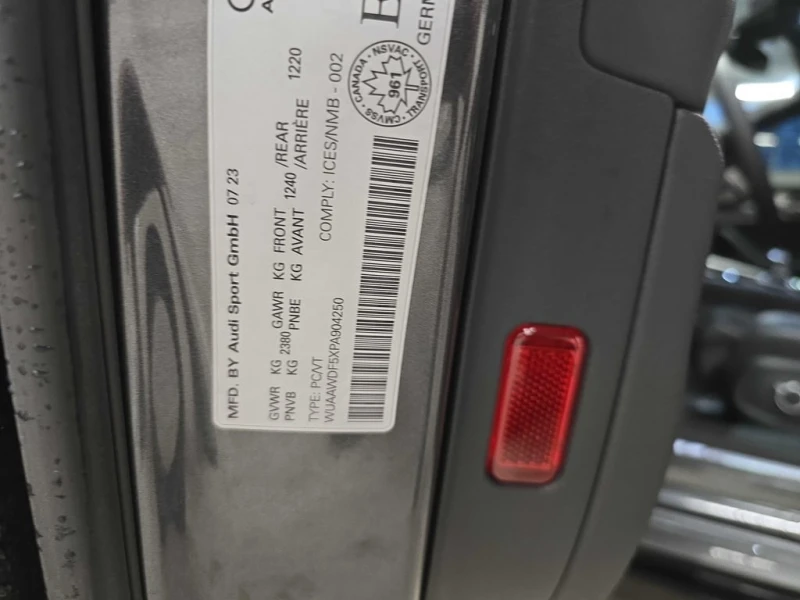 MFD. BY Audi Sport GmbH 07 23
GVWR KG GAWR KG FRONT 1240 /REAR 1220
PNVB KG 2380 PNBE KG AVANT /ARRIÈRE
TYPE: PC/VT COMPLY: ICES/NMB - 002
WUAAWDF5XPA904250
CANADA · NSVAC · TRANSPORT · CMVSS
961
GERM